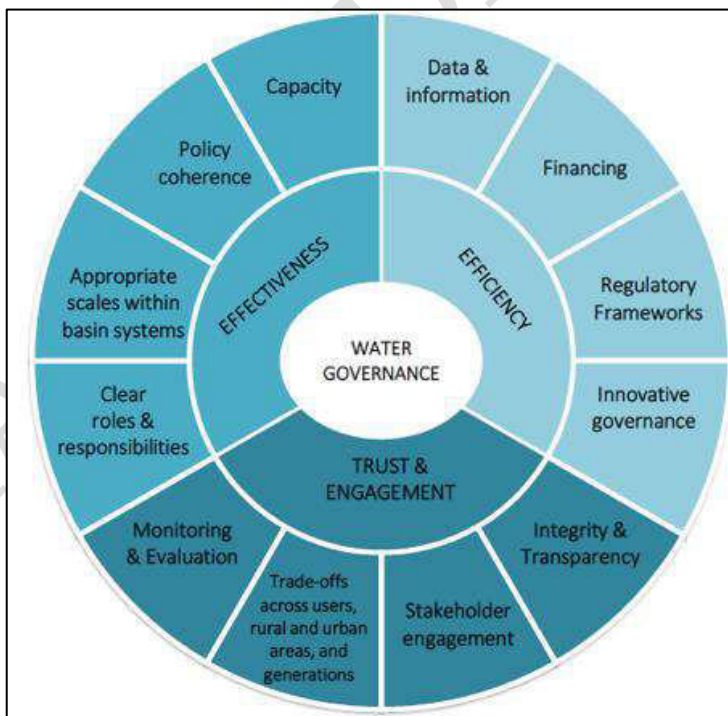 Capacity
Data &
information
Policy
coherence
Financing
Appropriate
scales within
basin systems
EFFECTIVENESS
EFFICIENCY
Regulatory
Frameworks
WATER
GOVERNANCE
Clear
roles &
responsibilities
Innovative
governance
TRUST &
ENGAGEMENT
Monitoring
& Evaluation
Integrity &
Transparency
Trade-offs
across users,
rural and urban
areas, and
generations
Stakeholder
engagement